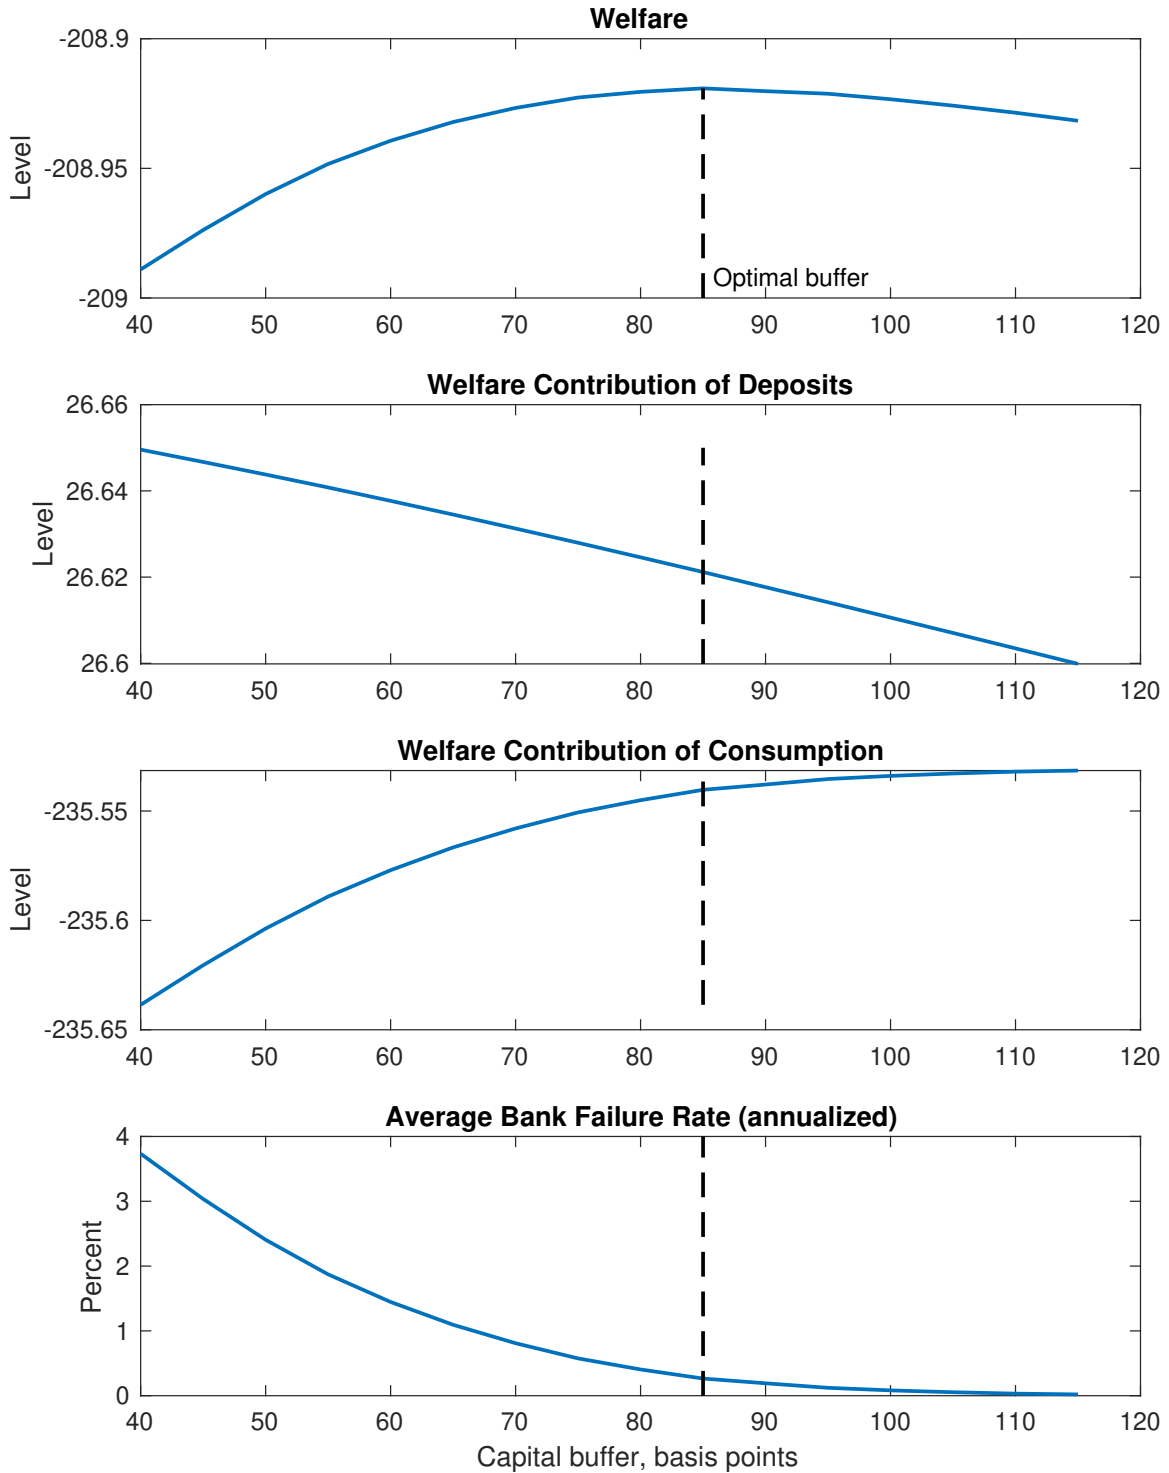 Welfare
-208.9
-208.95
-209
Level
Optimal buffer
40 50 60 70 80 90 100 110 120
Welfare Contribution of Deposits
26.66
26.64
26.62
26.6
Level
40 50 60 70 80 90 100 110 120
Welfare Contribution of Consumption
-235.55
-235.6
-235.65
Level
40 50 60 70 80 90 100 110 120
Average Bank Failure Rate (annualized)
4
3
2
1
0
Percent
40 50 60 70 80 90 100 110 120
Capital buffer, basis points